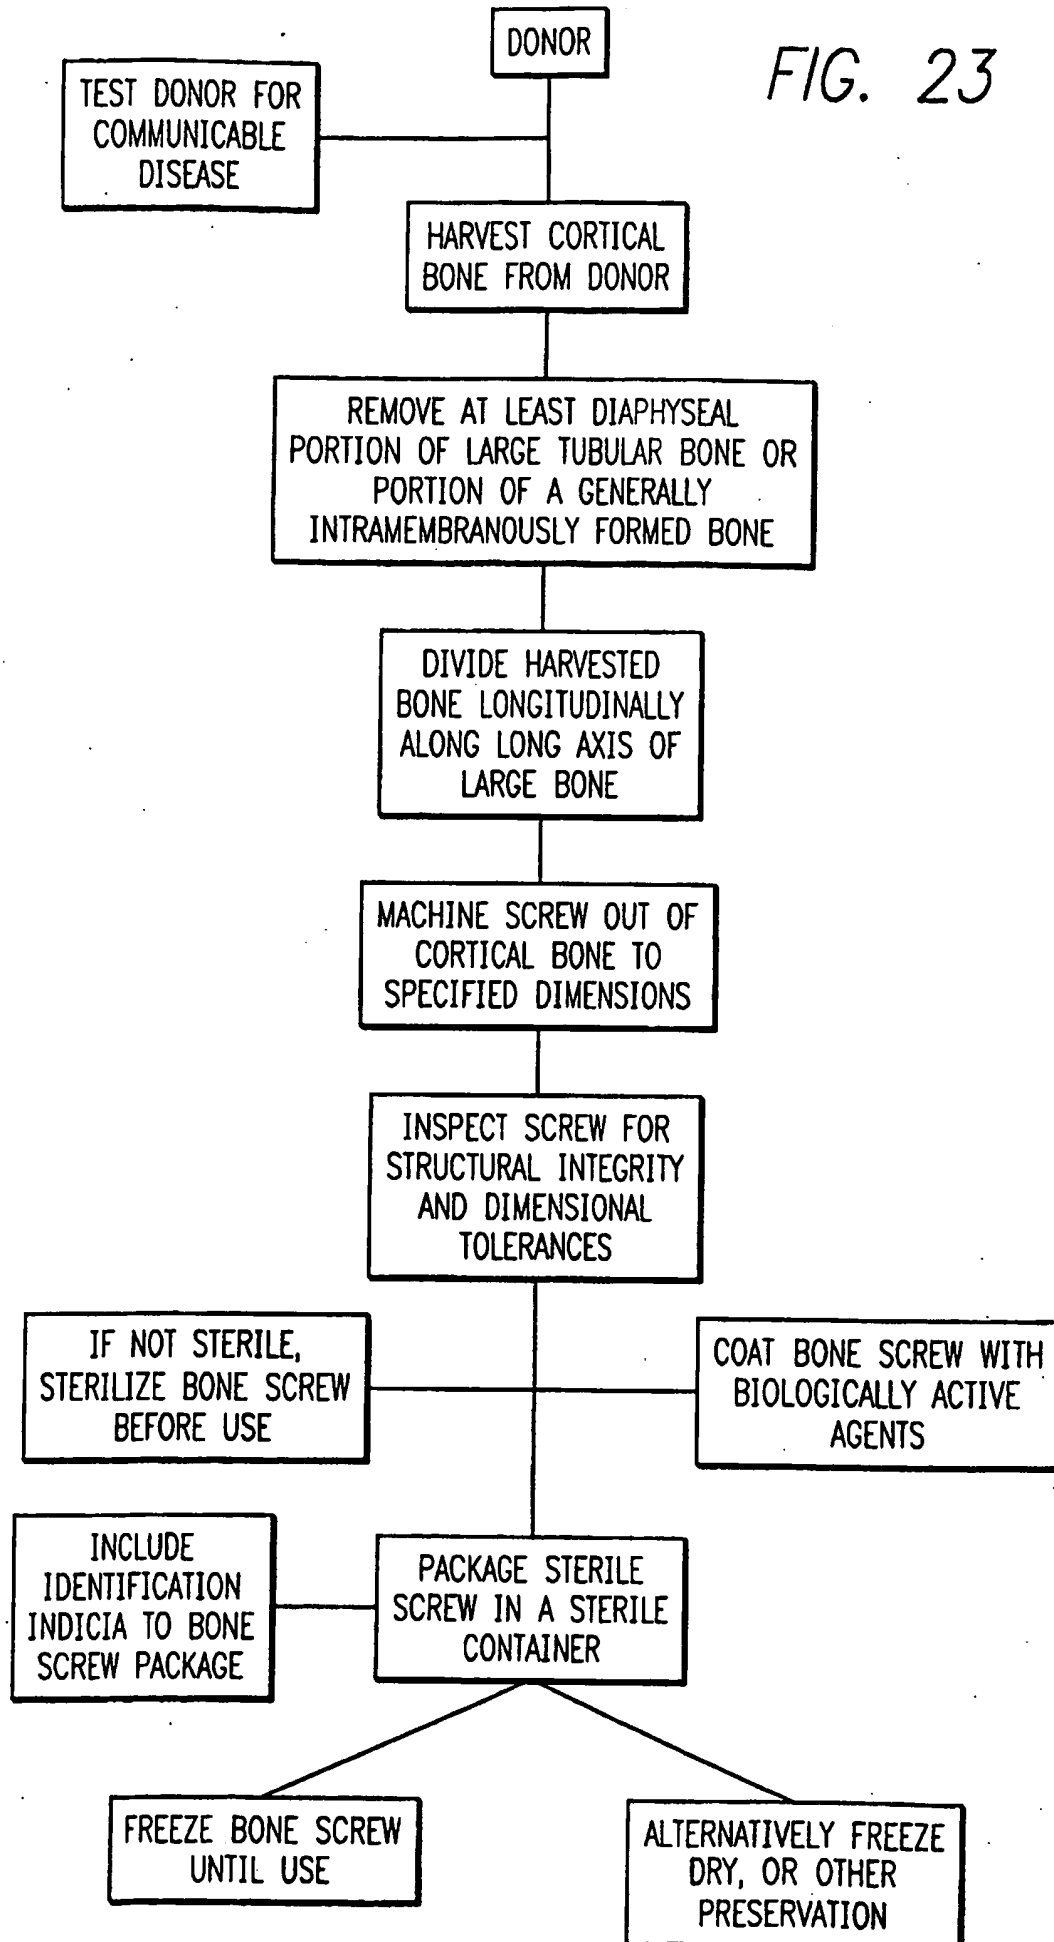 DONOR
FIG. 23
TEST DONOR FOR
COMMUNICABLE
DISEASE
HARVEST CORTICAL
BONE FROM DONOR
REMOVE AT LEAST DIAPHYSEAL
PORTION OF LARGE TUBULAR BONE OR
PORTION OF A GENERALLY
INTRAMEMBRANOUSLY FORMED BONE
DIVIDE HARVESTED
BONE LONGITUDINALLY
ALONG LONG AXIS OF
LARGE BONE
MACHINE SCREW OUT OF
CORTICAL BONE TO
SPECIFIED DIMENSIONS
INSPECT SCREW FOR
STRUCTURAL INTEGRITY
AND DIMENSIONAL
TOLERANCES
IF NOT STERILE,
STERILIZE BONE SCREW
BEFORE USE
COAT BONE SCREW WITH
BIOLOGICALLY ACTIVE
AGENTS
INCLUDE
IDENTIFICATION
INDICIA TO BONE
SCREW PACKAGE
PACKAGE STERILE
SCREW IN A STERILE
CONTAINER
FREEZE BONE SCREW
UNTIL USE
ALTERNATIVELY FREEZE
DRY, OR OTHER
PRESERVATION